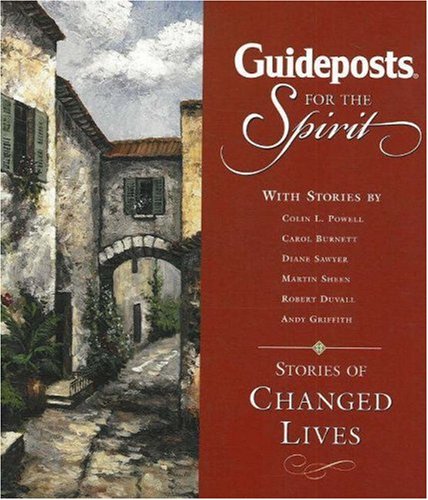 Guideposts®
FOR THE
Spirit
WITH STORIES BY
COLIN L. POWELL
CAROL BURNETT
DIANE SAWYER
MARTIN SHEEN
ROBERT DUVALL
ANDY GRIFFITH
STORIES OF
CHANGED
LIVES